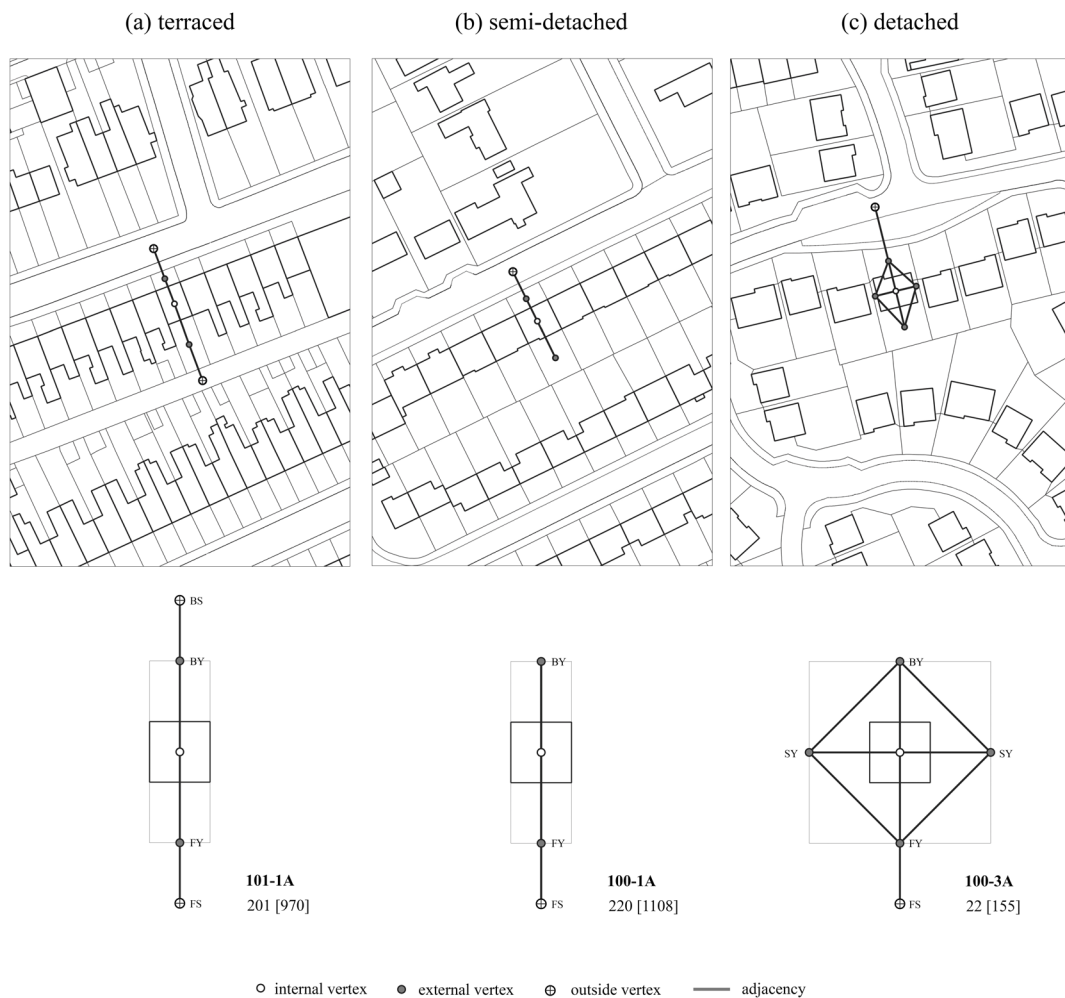 (a) terraced
(b) semi-detached
(c) detached
BS
BY
FY
FS
101-1A
201 [970]
BY
FY
FS
100-1A
220 [1108]
BY
SY
SY
FY
FS
100-3A
22 [155]
internal vertex
external vertex
outside vertex
adjacency